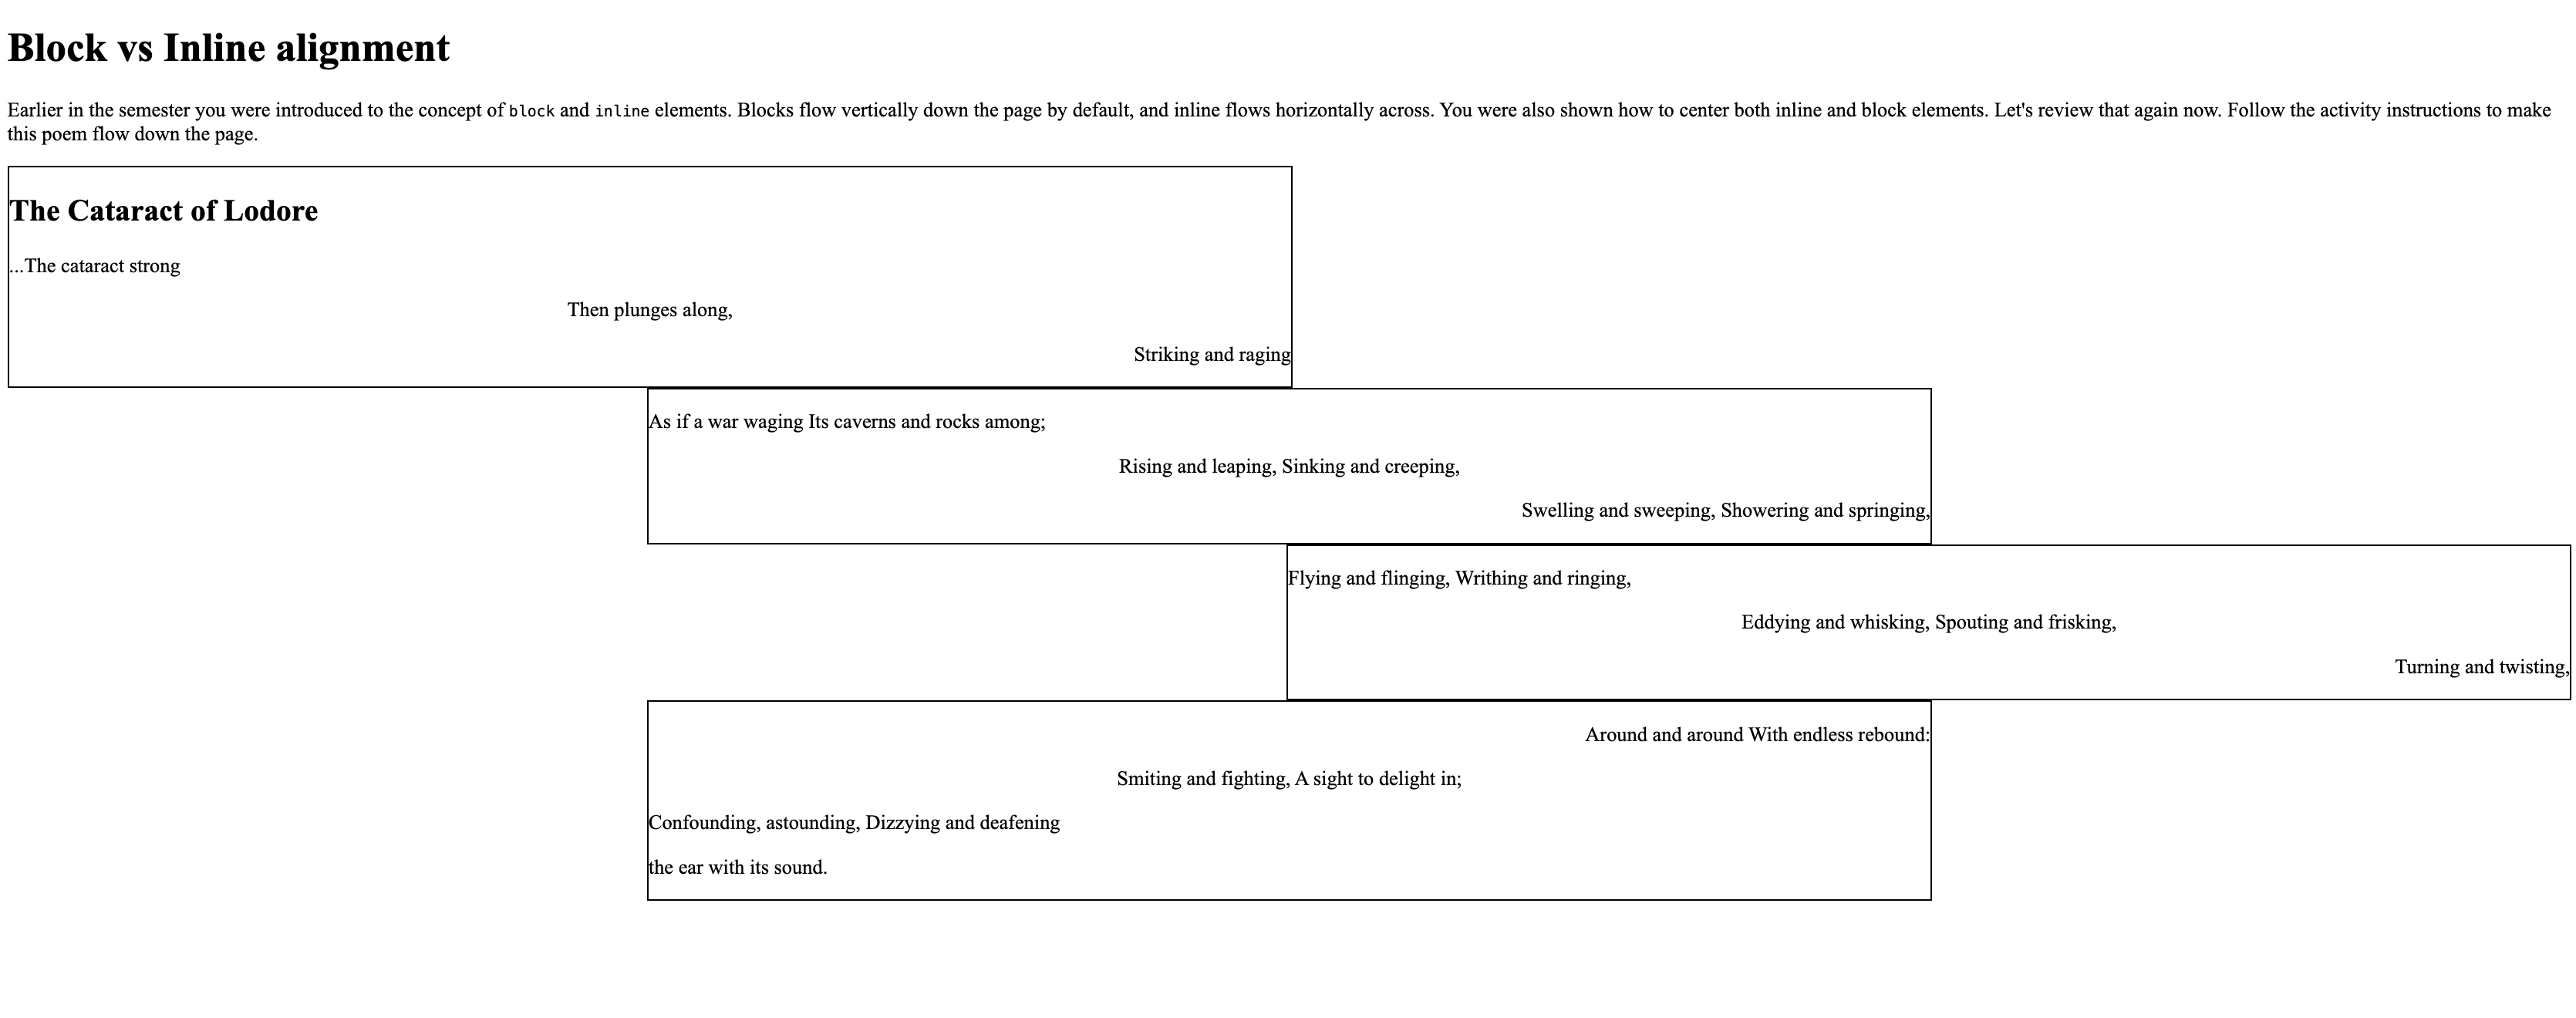 Block vs Inline alignment
Earlier in the semester you were introduced to the concept of block and inline elements. Blocks flow vertically down the page by default, and inline flows horizontally across. You were also shown how to center both inline and block elements. Let's review that again now. Follow the activity instructions to make
this poem flow down the page.
The Cataract of Lodore
...The cataract strong
Then plunges along,
Striking and raging
As if a war waging Its caverns and rocks among;
Rising and leaping, Sinking and creeping,
Swelling and sweeping, Showering and springing,
Flying and flinging, Writhing and ringing,
Eddying and whisking, Spouting and frisking,
Turning and twisting,
Around and around With endless rebound:
Smiting and fighting, A sight to delight in;
Confounding, astounding, Dizzying and deafening
the ear with its sound.